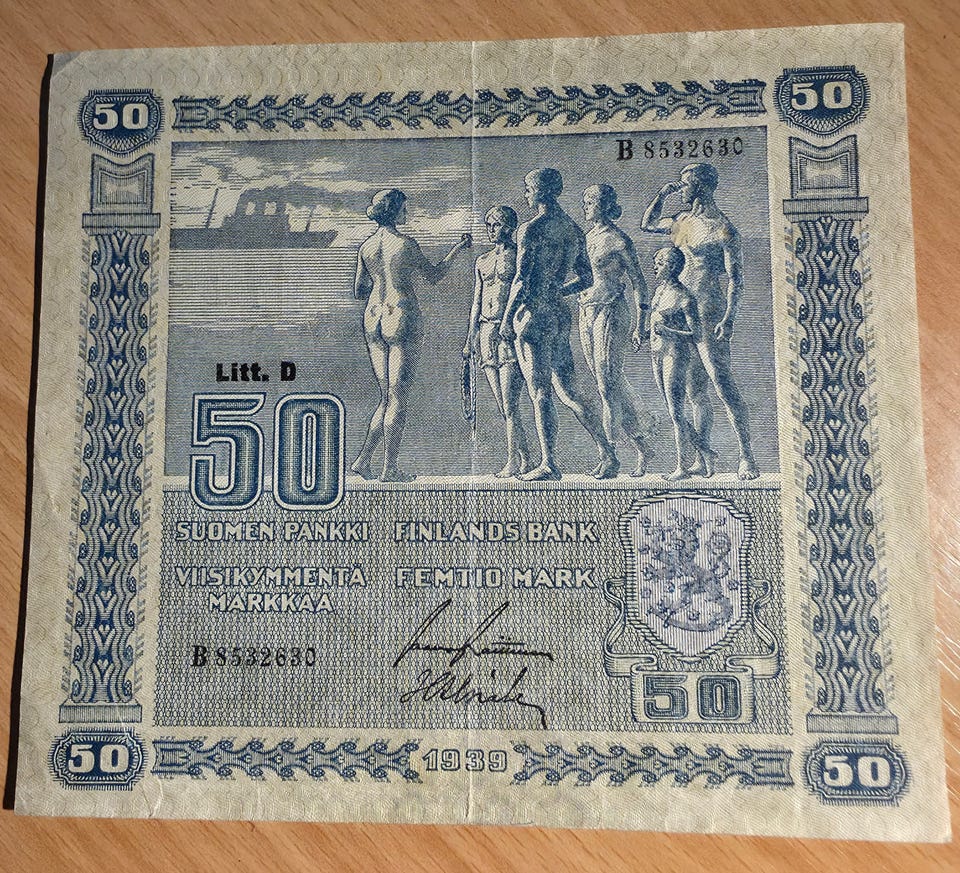 50 50
B 8532630
Litt. D
50
SUOMEN PANKKI FINLANDS BANK
VIISIKYMMENTÄ FEMTIO MARK
MARKKAA
B 8532630
50
50 1939 50